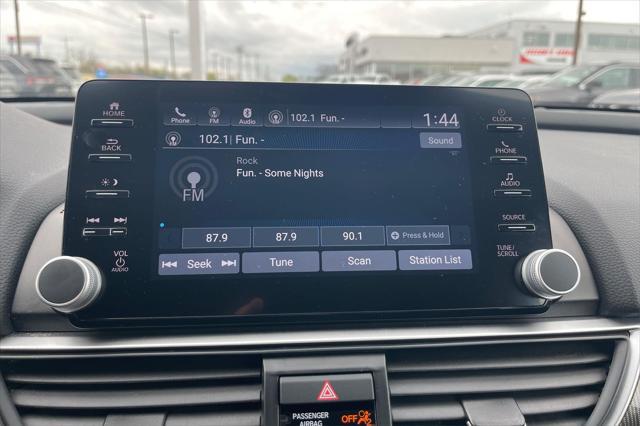 HOME
BACK
VOL
AUDIO
Phone FM Audio 102.1 Fun. - 1:44
102.1 Fun. - Sound
Rock
Fun. - Some Nights
FM
87.9 87.9 90.1 Press & Hold
Seek Tune Scan Station List
CLOCK
PHONE
AUDIO
SOURCE
TUNE/
SCROLL
PASSENGER
AIRBAG
OFF